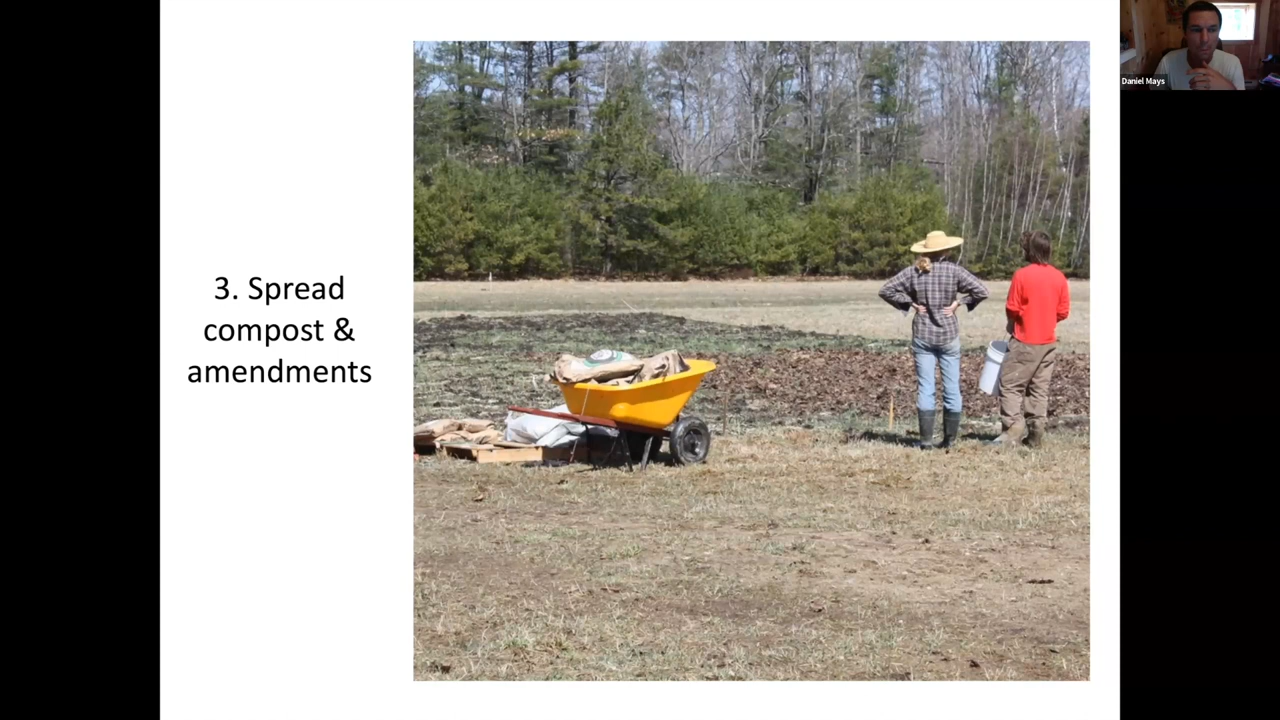 3. Spread
compost &
amendments
Daniel Mays